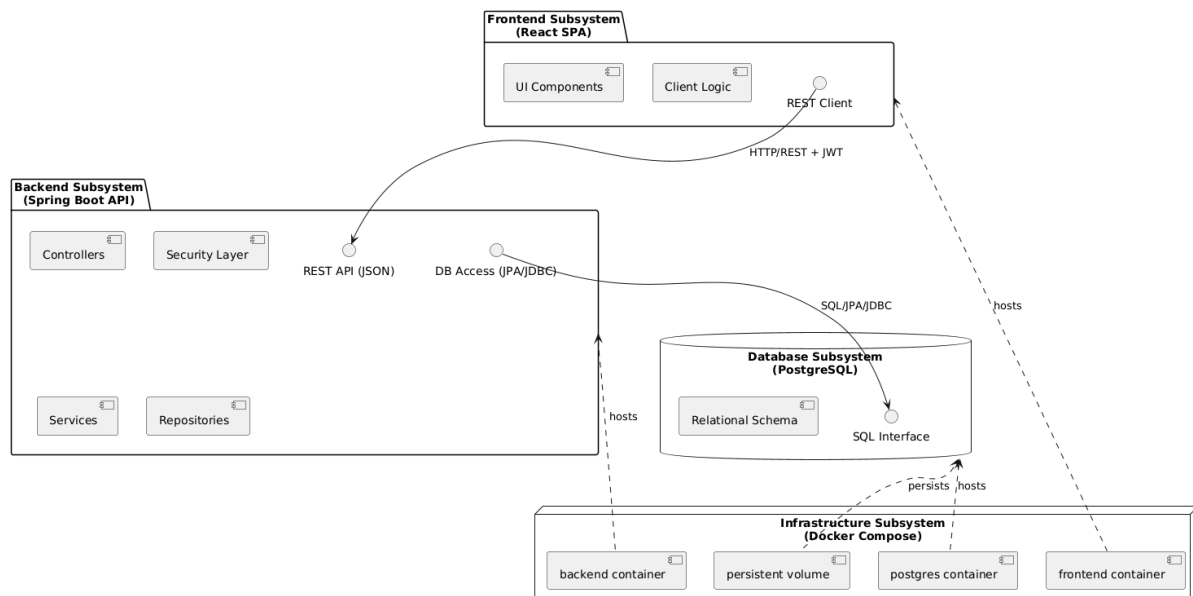 Frontend Subsystem
(React SPA)
UI Components
Client Logic
REST Client
HTTP/REST + JWT
Backend Subsystem
(Spring Boot API)
Controllers
Security Layer
REST API (JSON)
DB Access (JPA/JDBC)
hosts
SQL/JPA/JDBC
Database Subsystem
(PostgreSQL)
Services
Repositories
hosts
Relational Schema
SQL Interface
persists
hosts
Infrastructure Subsystem
(Docker Compose)
backend container
persistent volume
postgres container
frontend container